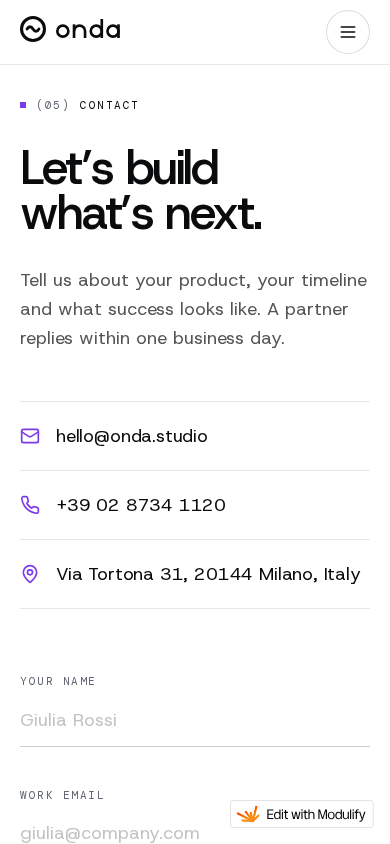 onda
(05) CONTACT
Let’s build
what’s next.
Tell us about your product, your timeline
and what success looks like. A partner
replies within one business day.
hello@onda.studio
+39 02 8734 1120
Via Tortona 31, 20144 Milano, Italy
YOUR NAME
Giulia Rossi
WORK EMAIL
giulia@company.com
Edit with Modulify